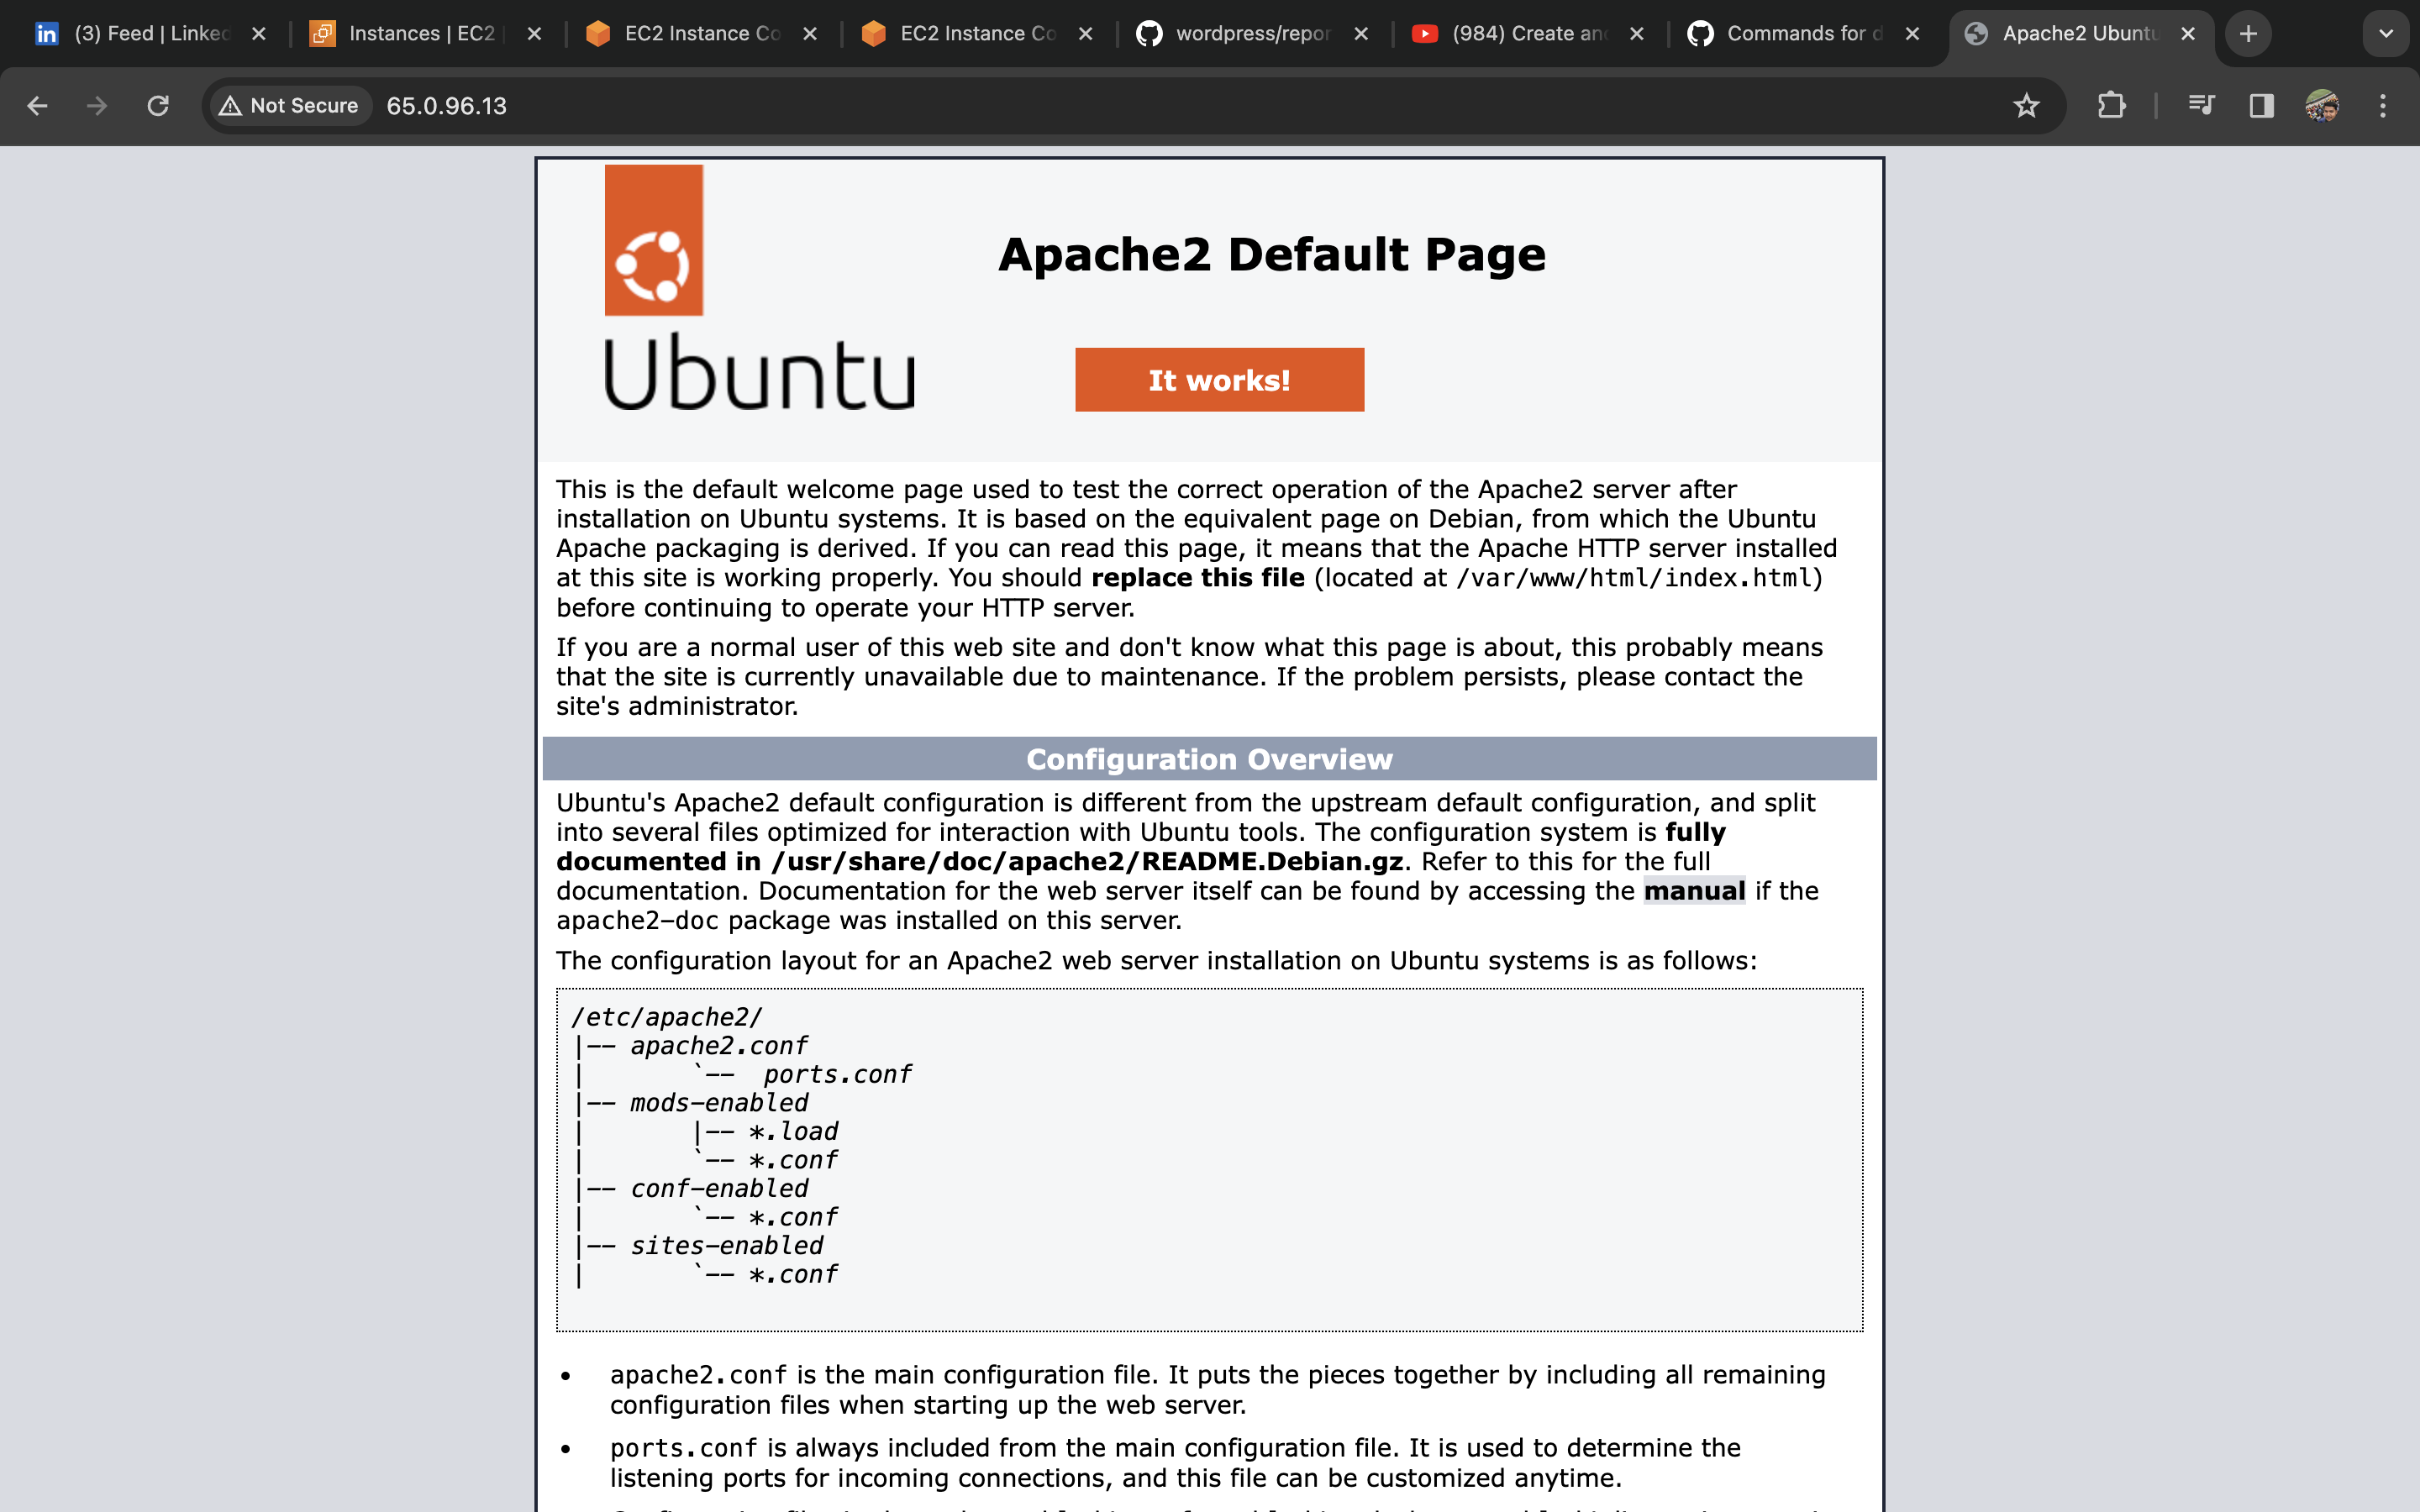 (3) Feed | Linked
Instances | EC2
EC2 Instance Co
EC2 Instance Co
wordpress/repor
(984) Create and
Commands for d
Apache2 Ubuntu
Not Secure 65.0.96.13
Apache2 Default Page
Ubuntu
It works!
This is the default welcome page used to test the correct operation of the Apache2 server after
installation on Ubuntu systems. It is based on the equivalent page on Debian, from which the Ubuntu
Apache packaging is derived. If you can read this page, it means that the Apache HTTP server installed
at this site is working properly. You should replace this file (located at /var/www/html/index.html)
before continuing to operate your HTTP server.
If you are a normal user of this web site and don't know what this page is about, this probably means
that the site is currently unavailable due to maintenance. If the problem persists, please contact the
site's administrator.
Configuration Overview
Ubuntu's Apache2 default configuration is different from the upstream default configuration, and split
into several files optimized for interaction with Ubuntu tools. The configuration system is fully
documented in /usr/share/doc/apache2/README.Debian.gz. Refer to this for the full
documentation. Documentation for the web server itself can be found by accessing the manual if the
apache2-doc package was installed on this server.
The configuration layout for an Apache2 web server installation on Ubuntu systems is as follows:
/etc/apache2/
|-- apache2.conf
|       `--  ports.conf
|-- mods-enabled
|       |-- *.load
|       `-- *.conf
|-- conf-enabled
|       `-- *.conf
|-- sites-enabled
|       `-- *.conf
• apache2.conf is the main configuration file. It puts the pieces together by including all remaining
configuration files when starting up the web server.
• ports.conf is always included from the main configuration file. It is used to determine the
listening ports for incoming connections, and this file can be customized anytime.